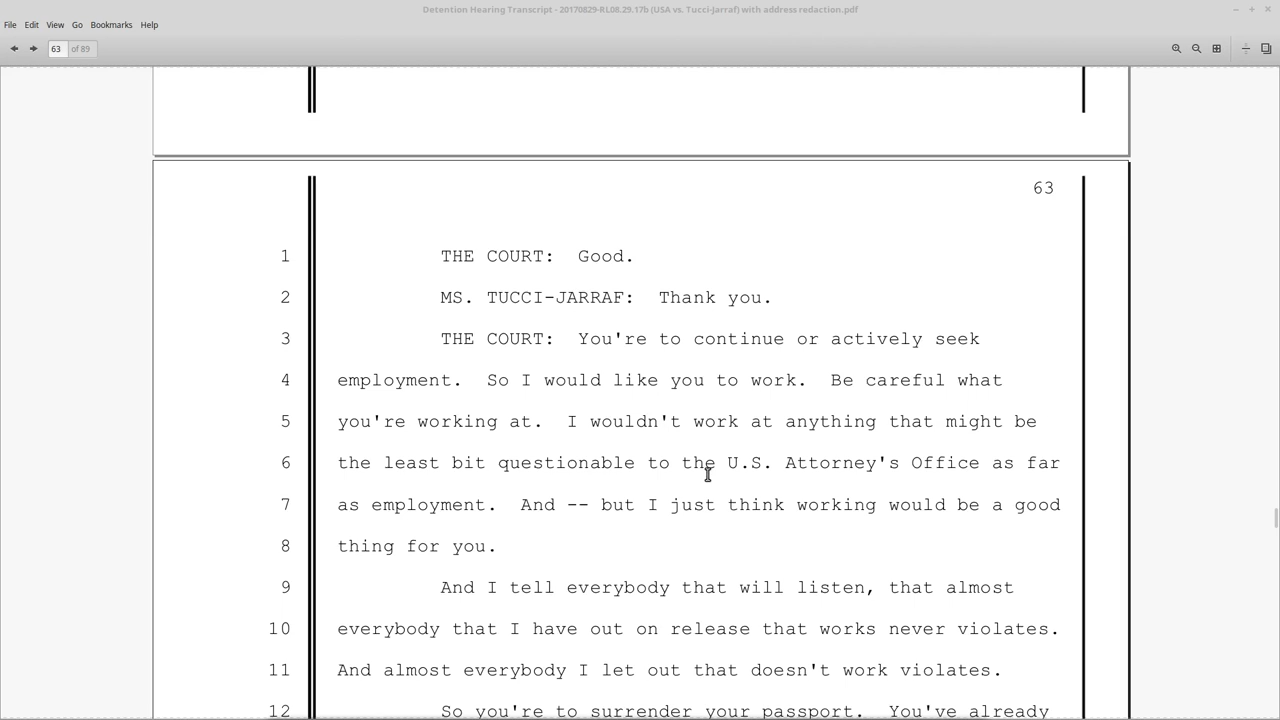 Detention Hearing Transcript - 20170829-RL08.29.17b (USA vs. Tucci-Jarraf) with address redaction.pdf
File Edit View Go Bookmarks Help
63 of 89
63
1 THE COURT: Good.
2 MS. TUCCI-JARRAF: Thank you.
3 THE COURT: You're to continue or actively seek
4 employment. So I would like you to work. Be careful what
5 you're working at. I wouldn't work at anything that might be
6 the least bit questionable to the U.S. Attorney's Office as far
7 as employment. And -- but I just think working would be a good
8 thing for you.
9 And I tell everybody that will listen, that almost
10 everybody that I have out on release that works never violates.
11 And almost everybody I let out that doesn't work violates.
12 So you're to surrender your passport. You've already